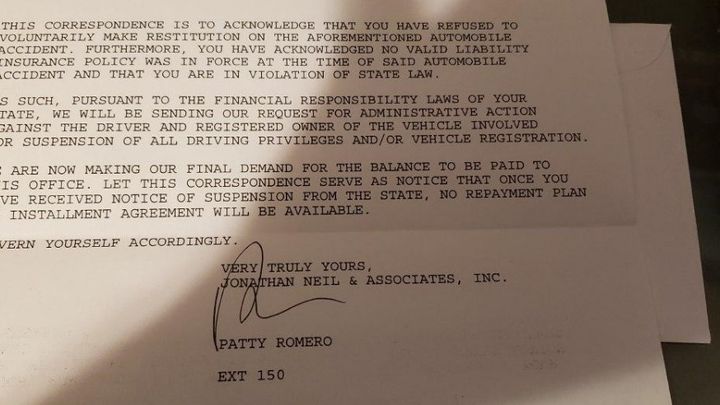 THIS CORRESPONDENCE IS TO ACKNOWLEDGE THAT YOU HAVE REFUSED TO
VOLUNTARILY MAKE RESTITUTION ON THE AFOREMENTIONED AUTOMOBILE
ACCIDENT. FURTHERMORE, YOU HAVE ACKNOWLEDGED NO VALID LIABILITY
INSURANCE POLICY WAS IN FORCE AT THE TIME OF SAID AUTOMOBILE
ACCIDENT AND THAT YOU ARE IN VIOLATION OF STATE LAW.
S SUCH, PURSUANT TO THE FINANCIAL RESPONSIBILITY LAWS OF YOUR
TATE, WE WILL BE SENDING OUR REQUEST FOR ADMINISTRATIVE ACTION
GAINST THE DRIVER AND REGISTERED OWNER OF THE VEHICLE INVOLVED
OR SUSPENSION OF ALL DRIVING PRIVILEGES AND/OR VEHICLE REGISTRATION.
E ARE NOW MAKING OUR FINAL DEMAND FOR THE BALANCE TO BE PAID TO
IS OFFICE. LET THIS CORRESPONDENCE SERVE AS NOTICE THAT ONCE YOU
VE RECEIVED NOTICE OF SUSPENSION FROM THE STATE, NO REPAYMENT PLAN
INSTALLMENT AGREEMENT WILL BE AVAILABLE.
VERN YOURSELF ACCORDINGLY.
VERY TRULY YOURS,
JONATHAN NEIL & ASSOCIATES, INC.
PATTY ROMERO
EXT 150